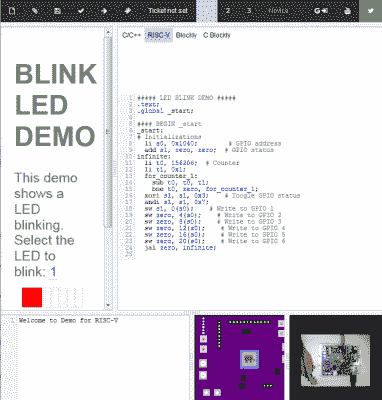 Ticket not set
2
3
Novice
G
C/C++ RISC-V Blockly C Blockly
BLINK
LED
DEMO
This demo
shows a
LED
blinking.
Select the
LED to
blink: 1
1 ##### LED BLINK DEMO #####
2 .text;
3 .global _start;
4
5 #### BEGIN _start
6 _start:
7 # Initializations
8 li s0, 0x1040; # GPIO address
9 add s1, zero, zero; # GPIO status
10 infinite:
11 li t0, 156206; # Counter
12 li t1, 0x1;
13 for_counter_1:
14 sub t0, t0, t1;
15 bne t0, zero, for_counter_1;
16 xori s1, s1, 0x3; # Toogle GPIO status
17 andi s1, s1, 0x7;
18 sw s1, 0(s0); # Write to GPIO 1
19 sw zero, 4(s0); # Write to GPIO 2
20 sw zero, 8(s0); # Write to GPIO 3
21 sw zero, 12(s0); # Write to GPIO 4
22 sw zero, 16(s0); # Write to GPIO 5
23 sw zero, 20(s0); # Write to GPIO 6
24 jal zero, infinite;
25
1 Welcome to Demo for RISC-V